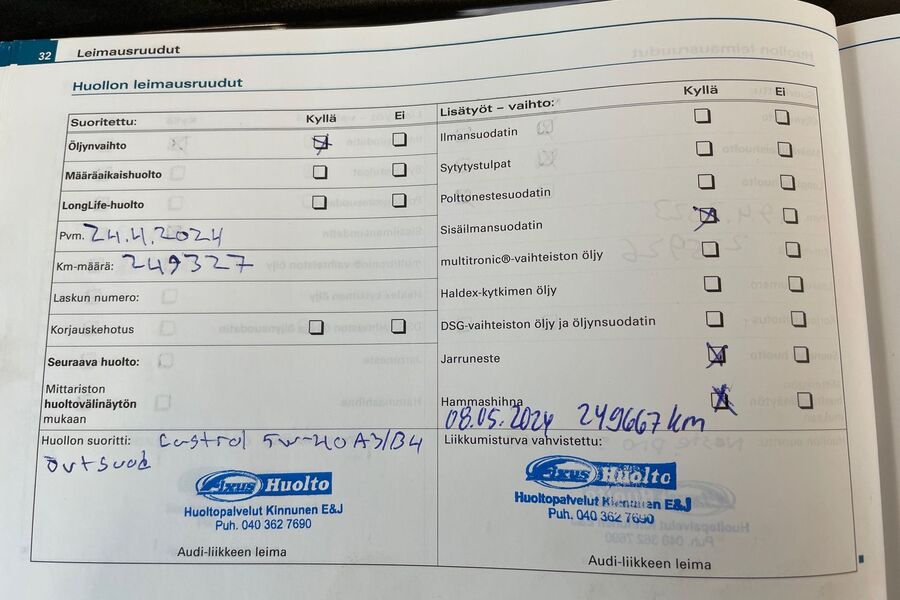 32 Leimausruudut
Huollon leimausruudut
Suoritettu: Kyllä Ei
Öljynvaihto
Määräaikaishuolto
LongLife-huolto
Pvm. 24.4.2024
Km-määrä: 249327
Laskun numero:
Korjauskehotus
Seuraava huolto:
Mittariston
huoltovälinäytön
mukaan
Huollon suoritti: Castrol 5w-40 A3/B4
Fixus Huolto
Huoltopalvelut Kinnunen E&J
Puh. 040 362 7690
Audi-liikkeen leima
Lisätyöt – vaihto: Kyllä Ei
Ilmansuodatin
Sytytystulpat
Polttonestesuodatin
Sisäilmansuodatin
multitronic®-vaihteiston öljy
Haldex-kytkimen öljy
DSG-vaihteiston öljy ja öljynsuodatin
Jarruneste
Hammashihna
08.05.2024 249667 km
Liikkumisturva vahvistettu:
Fixus Huolto
Huoltopalvelut Kinnunen E&J
Puh. 040 362 7690
Audi-liikkeen leima